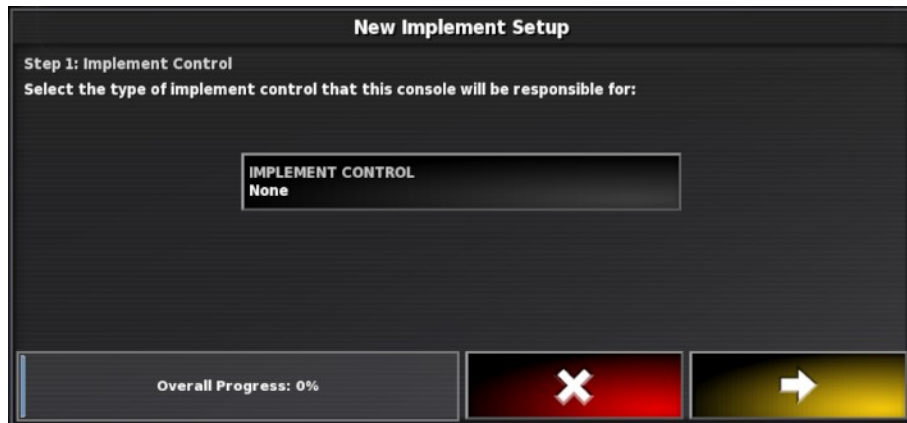 New Implement Setup
Step 1: Implement Control
Select the type of implement control that this console will be responsible for:
IMPLEMENT CONTROL
None
Overall Progress: 0%